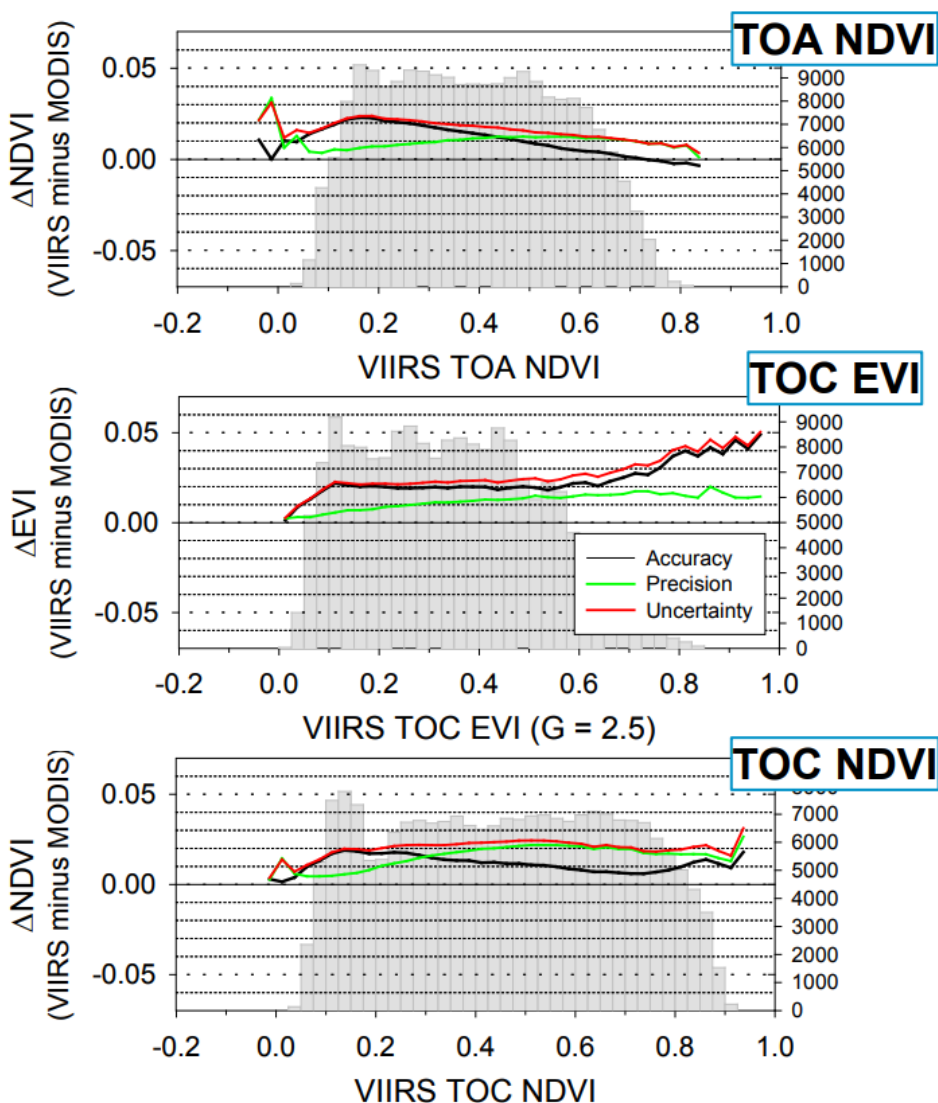 TOA NDVI
ΔNDVI
(VIIRS minus MODIS)
0.05
0.00
-0.05
9000
8000
7000
6000
5000
4000
3000
2000
1000
0
-0.2 0.0 0.2 0.4 0.6 0.8 1.0
VIIRS TOA NDVI
TOC EVI
ΔEVI
(VIIRS minus MODIS)
0.05
0.00
-0.05
9000
8000
7000
6000
5000
4000
3000
2000
1000
0
Accuracy
Precision
Uncertainty
-0.2 0.0 0.2 0.4 0.6 0.8 1.0
VIIRS TOC EVI (G = 2.5)
TOC NDVI
ΔNDVI
(VIIRS minus MODIS)
0.05
0.00
-0.05
7000
6000
5000
4000
3000
2000
1000
0
-0.2 0.0 0.2 0.4 0.6 0.8 1.0
VIIRS TOC NDVI